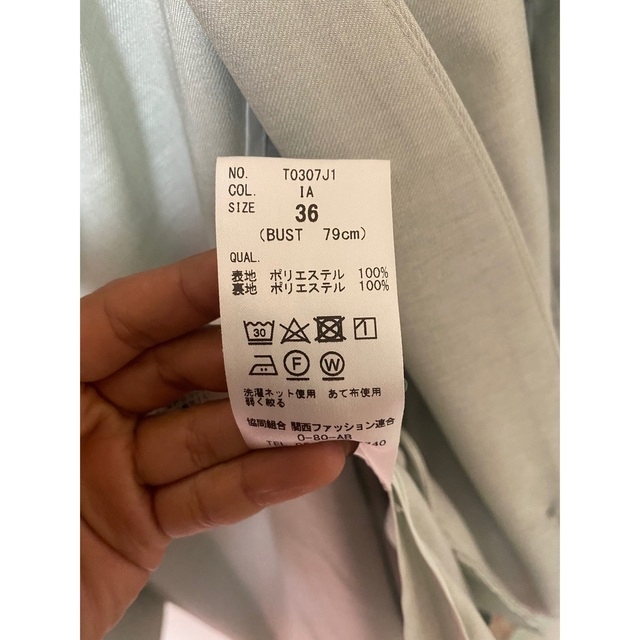 NO. T0307J1
COL. IA
SIZE 36
(BUST 79cm)
QUAL.
表地 ポリエステル 100%
裏地 ポリエステル 100%
30
F W
洗濯ネット使用 あて布使用
弱く絞る
協同組合 関西ファッション連合
O-80-AB
TEL